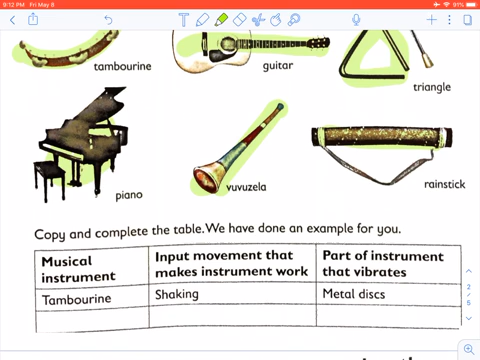 9:12 PM Fri May 8
91%
tambourine
guitar
triangle
piano
vuvuzela
rainstick
Copy and complete the table. We have done an example for you.
Musical instrument
Input movement that makes instrument work
Part of instrument that vibrates
Tambourine
Shaking
Metal discs
2
/
5